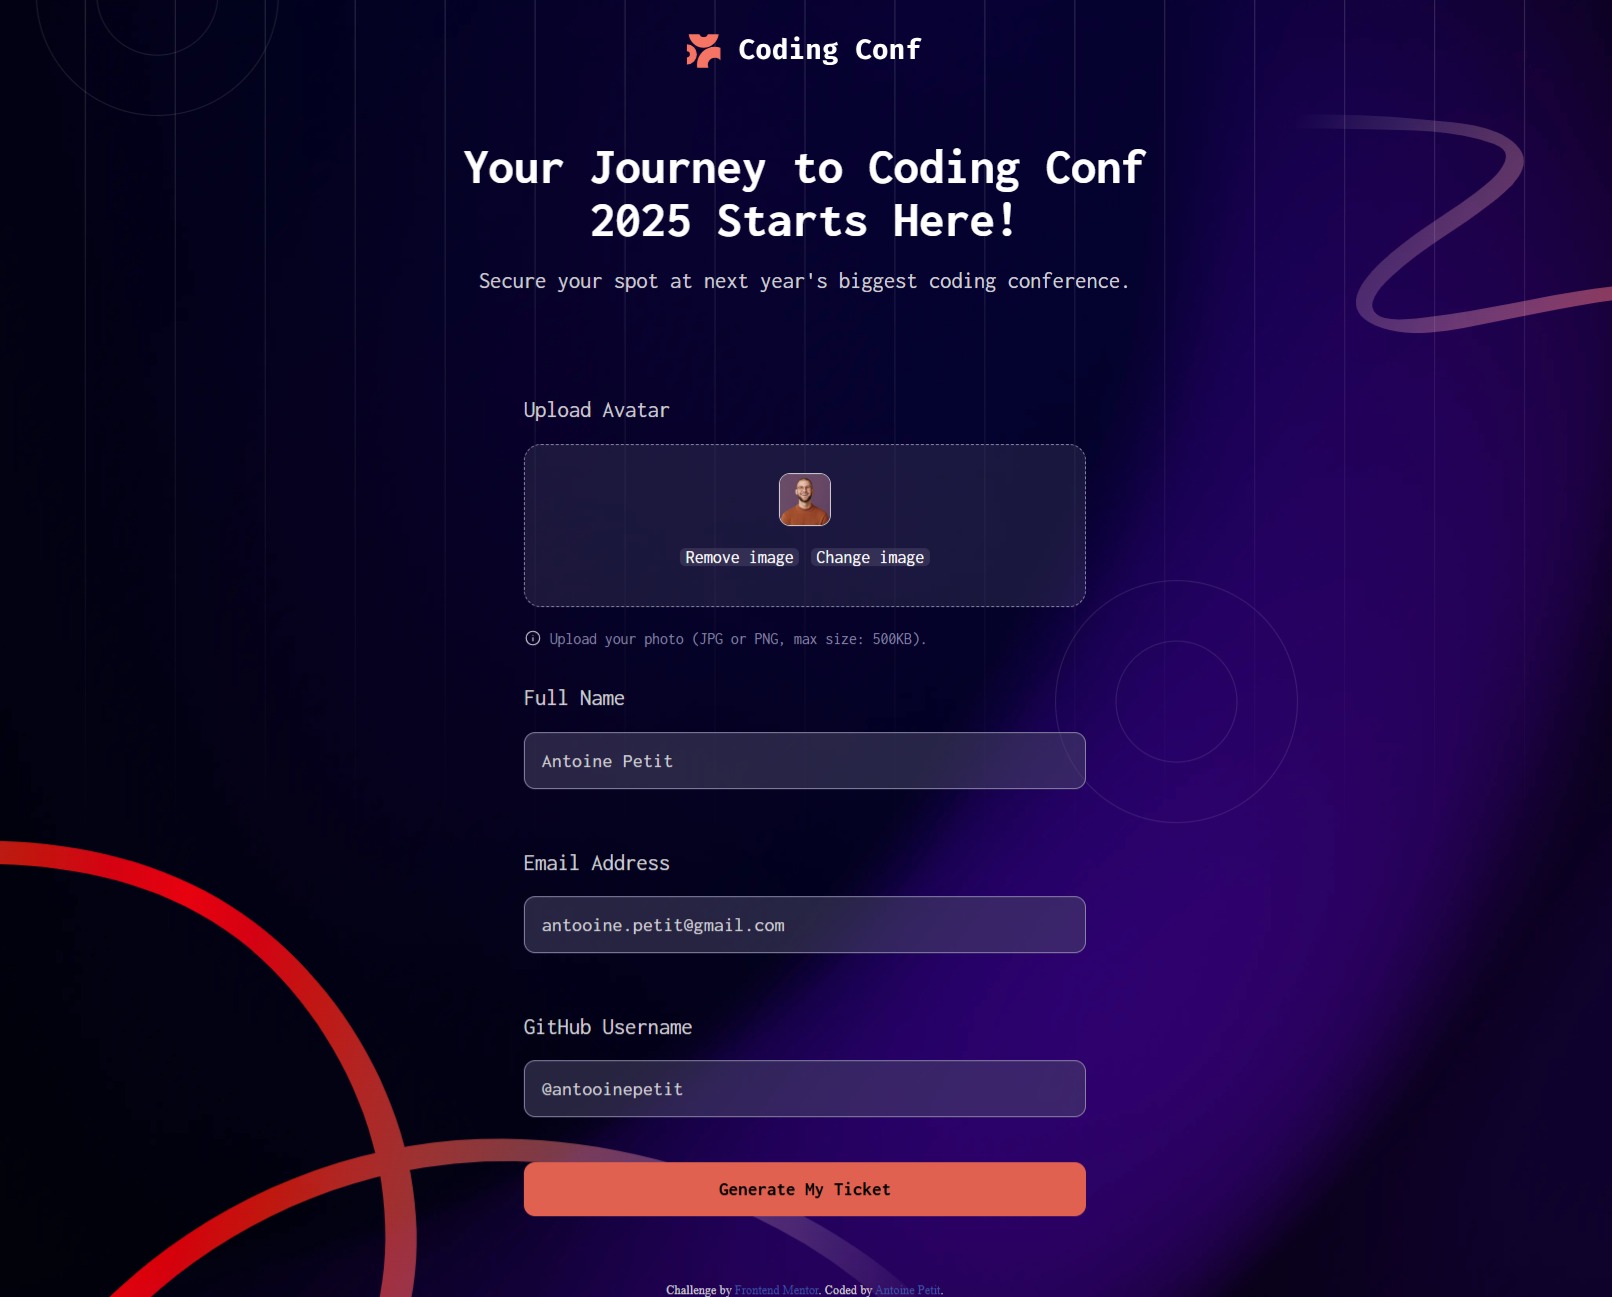 Coding Conf
Your Journey to Coding Conf
2025 Starts Here!
Secure your spot at next year's biggest coding conference.
Upload Avatar
Remove image Change image
Upload your photo (JPG or PNG, max size: 500KB).
Full Name
Antoine Petit
Email Address
antooine.petit@gmail.com
GitHub Username
@antooinepetit
Generate My Ticket
Challenge by Frontend Mentor. Coded by Antoine Petit.